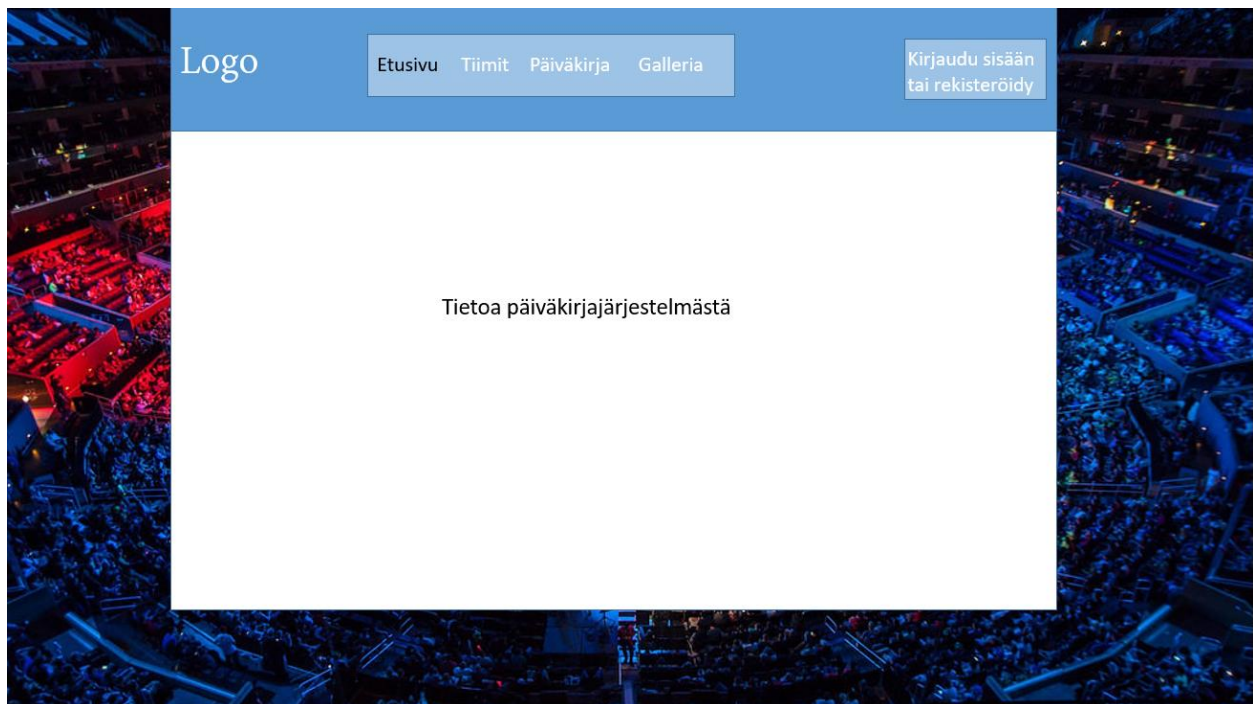 Logo
Etusivu Tiimit Päiväkirja Galleria
Kirjaudu sisään
tai rekisteröidy
Tietoa päiväkirjajärjestelmästä